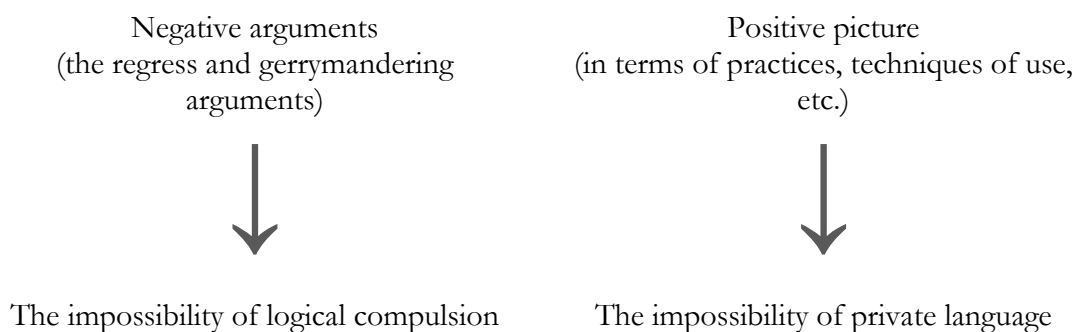 Negative arguments
(the regress and gerrymandering
arguments)
Positive picture
(in terms of practices, techniques of use,
etc.)
The impossibility of logical compulsion
The impossibility of private language